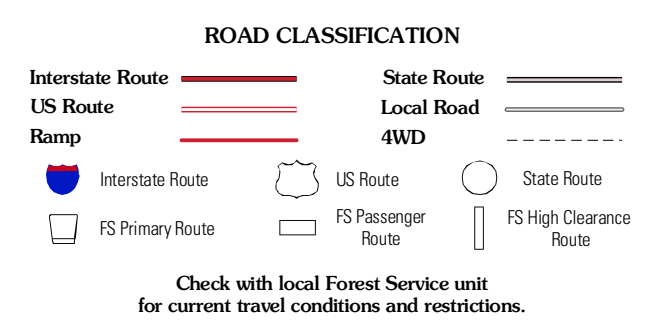 ROAD CLASSIFICATION
Interstate Route
State Route
US Route
Local Road
Ramp
4WD
Interstate Route
US Route
State Route
FS Primary Route
FS Passenger
Route
FS High Clearance
Route
Check with local Forest Service unit
for current travel conditions and restrictions.